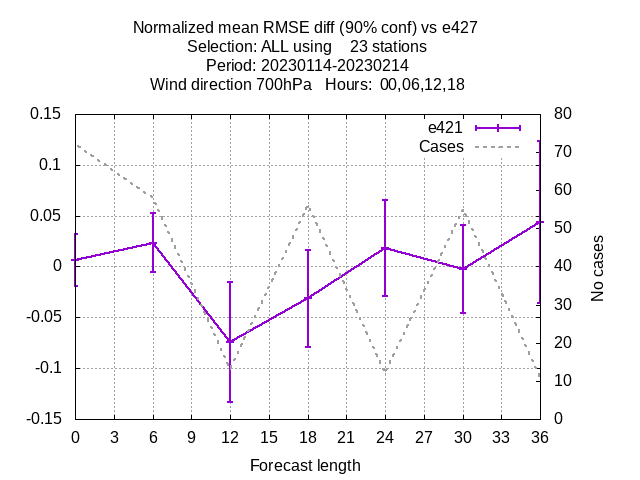 Normalized mean RMSE diff (90% conf) vs e427
Selection: ALL using    23 stations
Period: 20230114-20230214
Wind direction 700hPa   Hours:  00,06,12,18
0.15
0.1
0.05
0
-0.05
-0.1
-0.15
80
70
60
50
40
30
20
10
0
e421
Cases
No cases
0 3 6 9 12 15 18 21 24 27 30 33 36
Forecast length